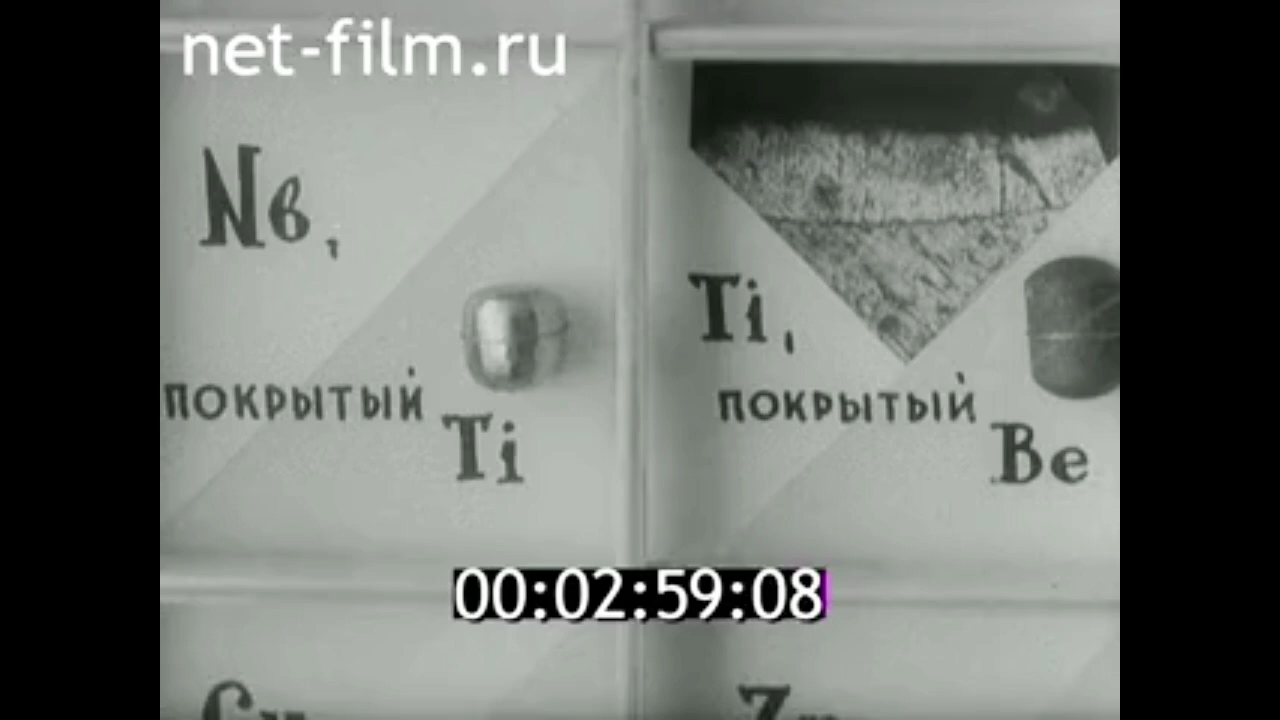 net-film.ru
Nв,
покрытый
Ti
Ti,
покрытый
Be
00:02:59:08